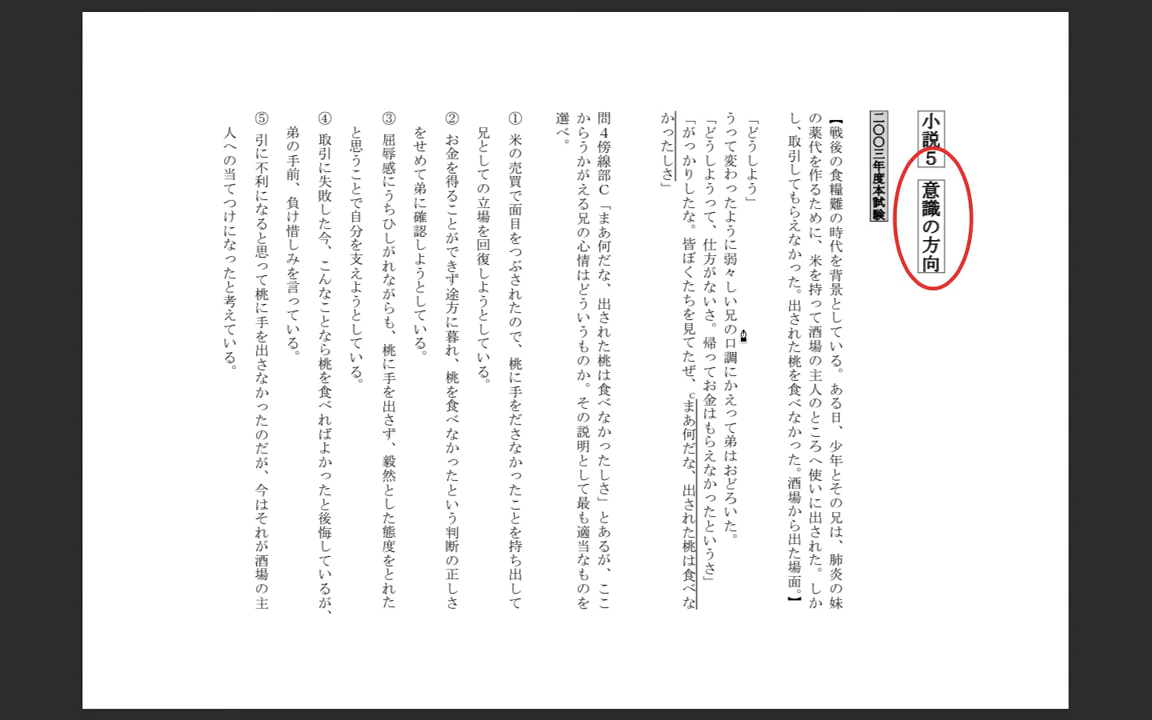 小説５　意識の方向
二〇〇三年度本試験
【戦後の食糧難の時代を背景としている。ある日、少年とその兄は、肺炎の妹
の薬代を作るために、米を持って酒場の主人のところへ使いに出された。しか
し、取引してもらえなかった。出された桃を食べなかった。酒場から出た場面。】
「どうしよう」
うって変わったように弱々しい兄の口調にかえって弟はおどろいた。
「どうしようって、仕方がないさ。帰ってお金はもらえなかったというさ」
「がっかりしたな。皆ぼくたちを見てたぜ、Cまあ何だな、出された桃は食べな
かったしさ」
問４傍線部Ｃ「まあ何だな、出された桃は食べなかったしさ」とあるが、ここ
からうかがえる兄の心情はどういうものか。その説明として最も適当なものを
選べ。
① 米の売買で面目をつぶされたので、桃に手をださなかったことを持ち出して
兄としての立場を回復しようとしている。
② お金を得ることができず途方に暮れ、桃を食べなかったという判断の正しさ
をせめて弟に確認しようとしている。
③ 屈辱感にうちひしがれながらも、桃に手を出さず、毅然とした態度をとれた
と思うことで自分を支えようとしている。
④ 取引に失敗した今、こんなことなら桃を食べればよかったと後悔しているが、
弟の手前、負け惜しみを言っている。
⑤ 引に不利になると思って桃に手を出さなかったのだが、今はそれが酒場の主
人への当てつけになったと考えている。